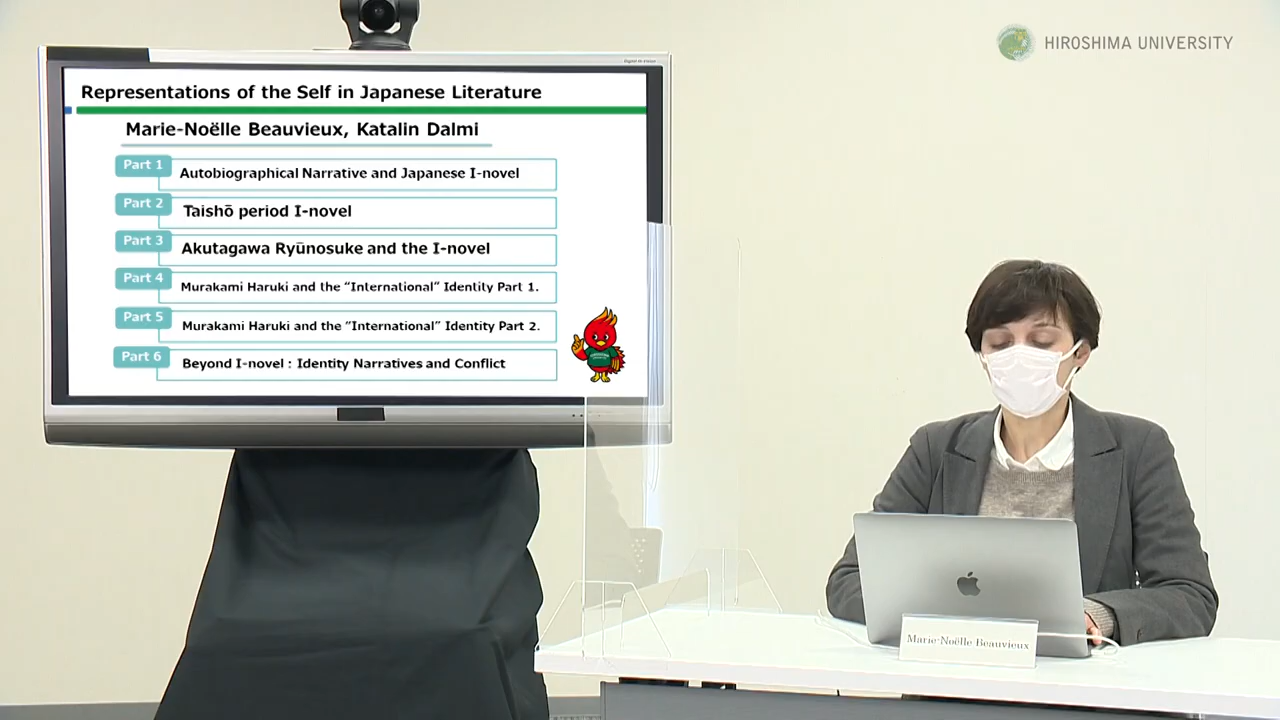 HIROSHIMA UNIVERSITY
Representations of the Self in Japanese Literature
Marie-Noëlle Beauvieux, Katalin Dalmi
Part 1
Autobiographical Narrative and Japanese I-novel
Part 2
Taishō period I-novel
Part 3
Akutagawa Ryūnosuke and the I-novel
Part 4
Murakami Haruki and the “International” Identity Part 1.
Part 5
Murakami Haruki and the “International” Identity Part 2.
Part 6
Beyond I-novel : Identity Narratives and Conflict
Marie-Noëlle Beauvieux